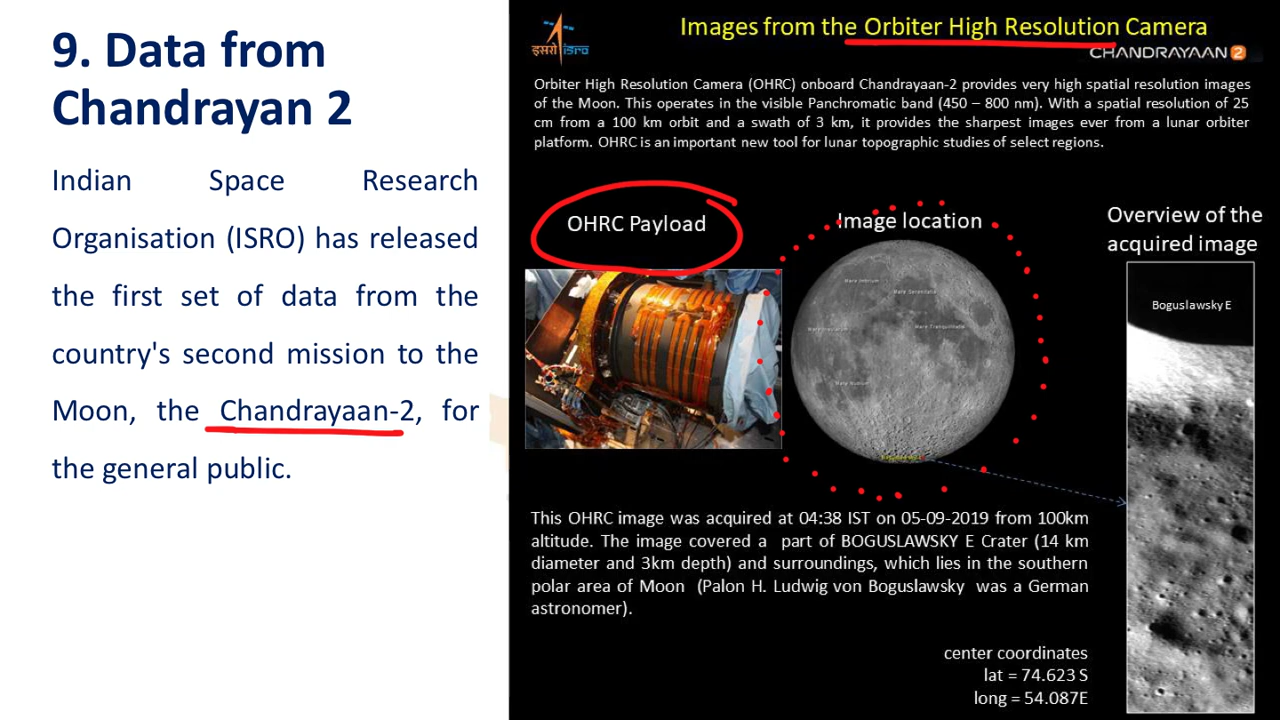 9. Data from
Chandrayan 2
Indian Space Research
Organisation (ISRO) has released
the first set of data from the
country's second mission to the
Moon, the Chandrayaan-2, for
the general public.
Images from the Orbiter High Resolution Camera
इसरो isro
CHANDRAYAAN 2
Orbiter High Resolution Camera (OHRC) onboard Chandrayaan-2 provides very high spatial resolution images
of the Moon. This operates in the visible Panchromatic band (450 – 800 nm). With a spatial resolution of 25
cm from a 100 km orbit and a swath of 3 km, it provides the sharpest images ever from a lunar orbiter
platform. OHRC is an important new tool for lunar topographic studies of select regions.
OHRC Payload
Image location
Overview of the
acquired image
Mare Imbrium
Mare Serenitatis
Mare Tranquillitatis
Mare Nubium
Boguslawsky E
This OHRC image was acquired at 04:38 IST on 05-09-2019 from 100km
altitude. The image covered a part of BOGUSLAWSKY E Crater (14 km
diameter and 3km depth) and surroundings, which lies in the southern
polar area of Moon (Palon H. Ludwig von Boguslawsky was a German
astronomer).
center coordinates
lat = 74.623 S
long = 54.087E